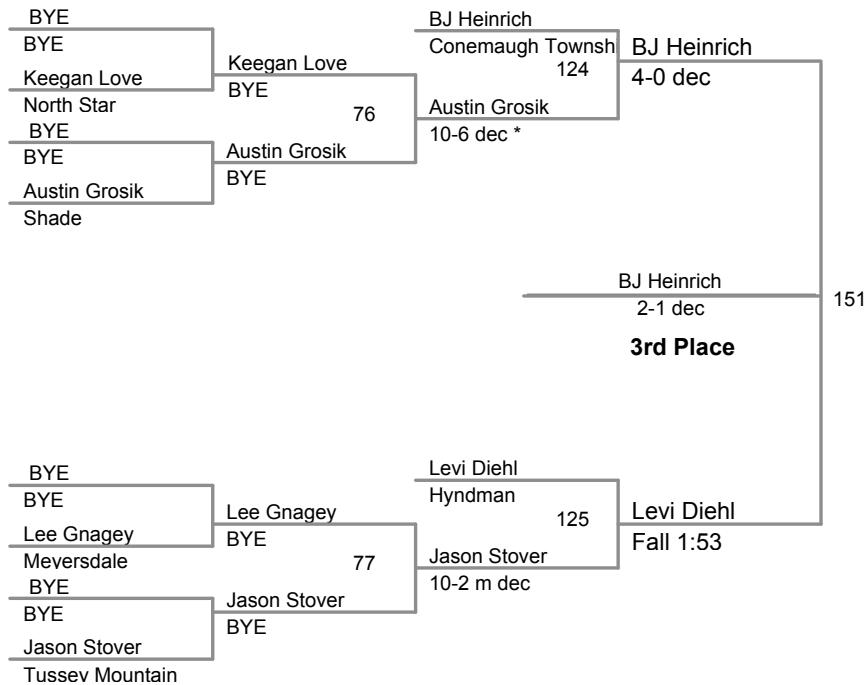 BYE
BYE
Keegan Love
North Star
BYE
BYE
Austin Grosik
Shade
Keegan Love
BYE
76
Austin Grosik
BYE
BJ Heinrich
Conemaugh Townshi
124
Austin Grosik
10-6 dec *
BJ Heinrich
4-0 dec
BJ Heinrich
2-1 dec
3rd Place
151
BYE
BYE
Lee Gnagey
Meyersdale
BYE
BYE
Jason Stover
Tussey Mountain
Lee Gnagey
BYE
77
Jason Stover
BYE
Levi Diehl
Hyndman
125
Jason Stover
10-2 m dec
Levi Diehl
Fall 1:53